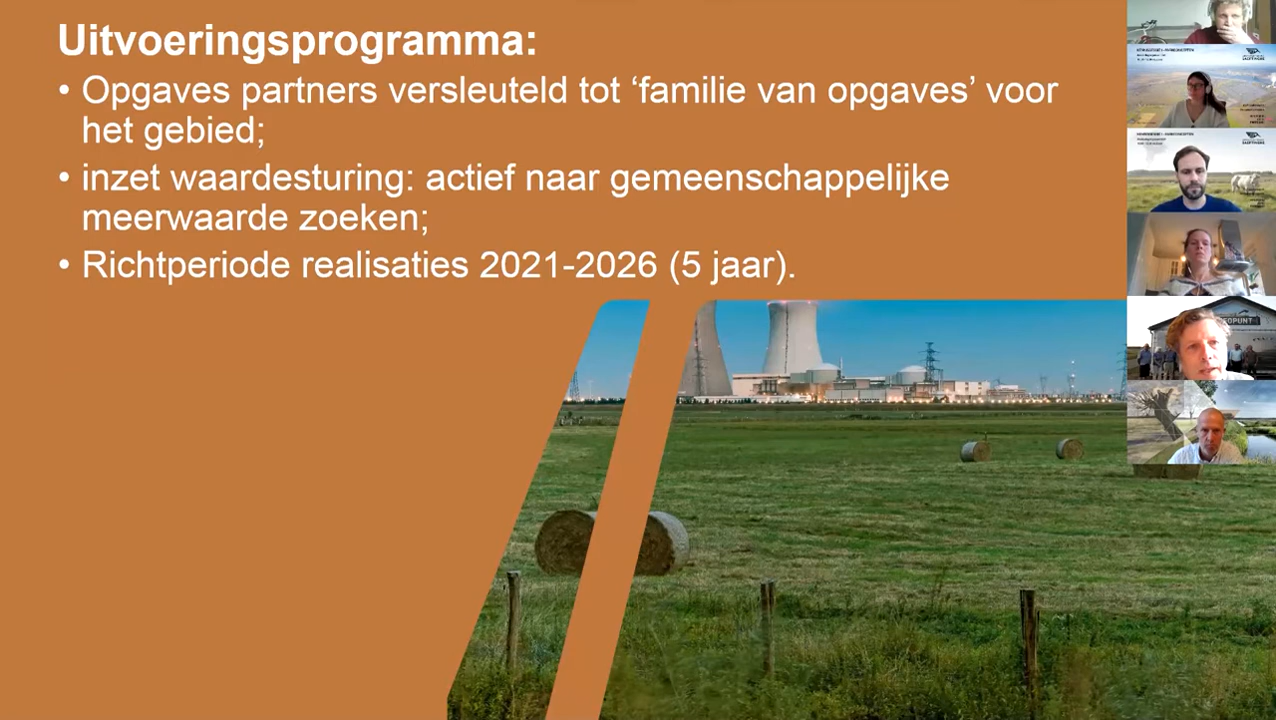 Uitvoeringsprogramma:
• Opgaves partners versleuteld tot ‘familie van opgaves’ voor
het gebied;
• inzet waardesturing: actief naar gemeenschappelijke
meerwaarde zoeken;
• Richtperiode realisaties 2021-2026 (5 jaar).